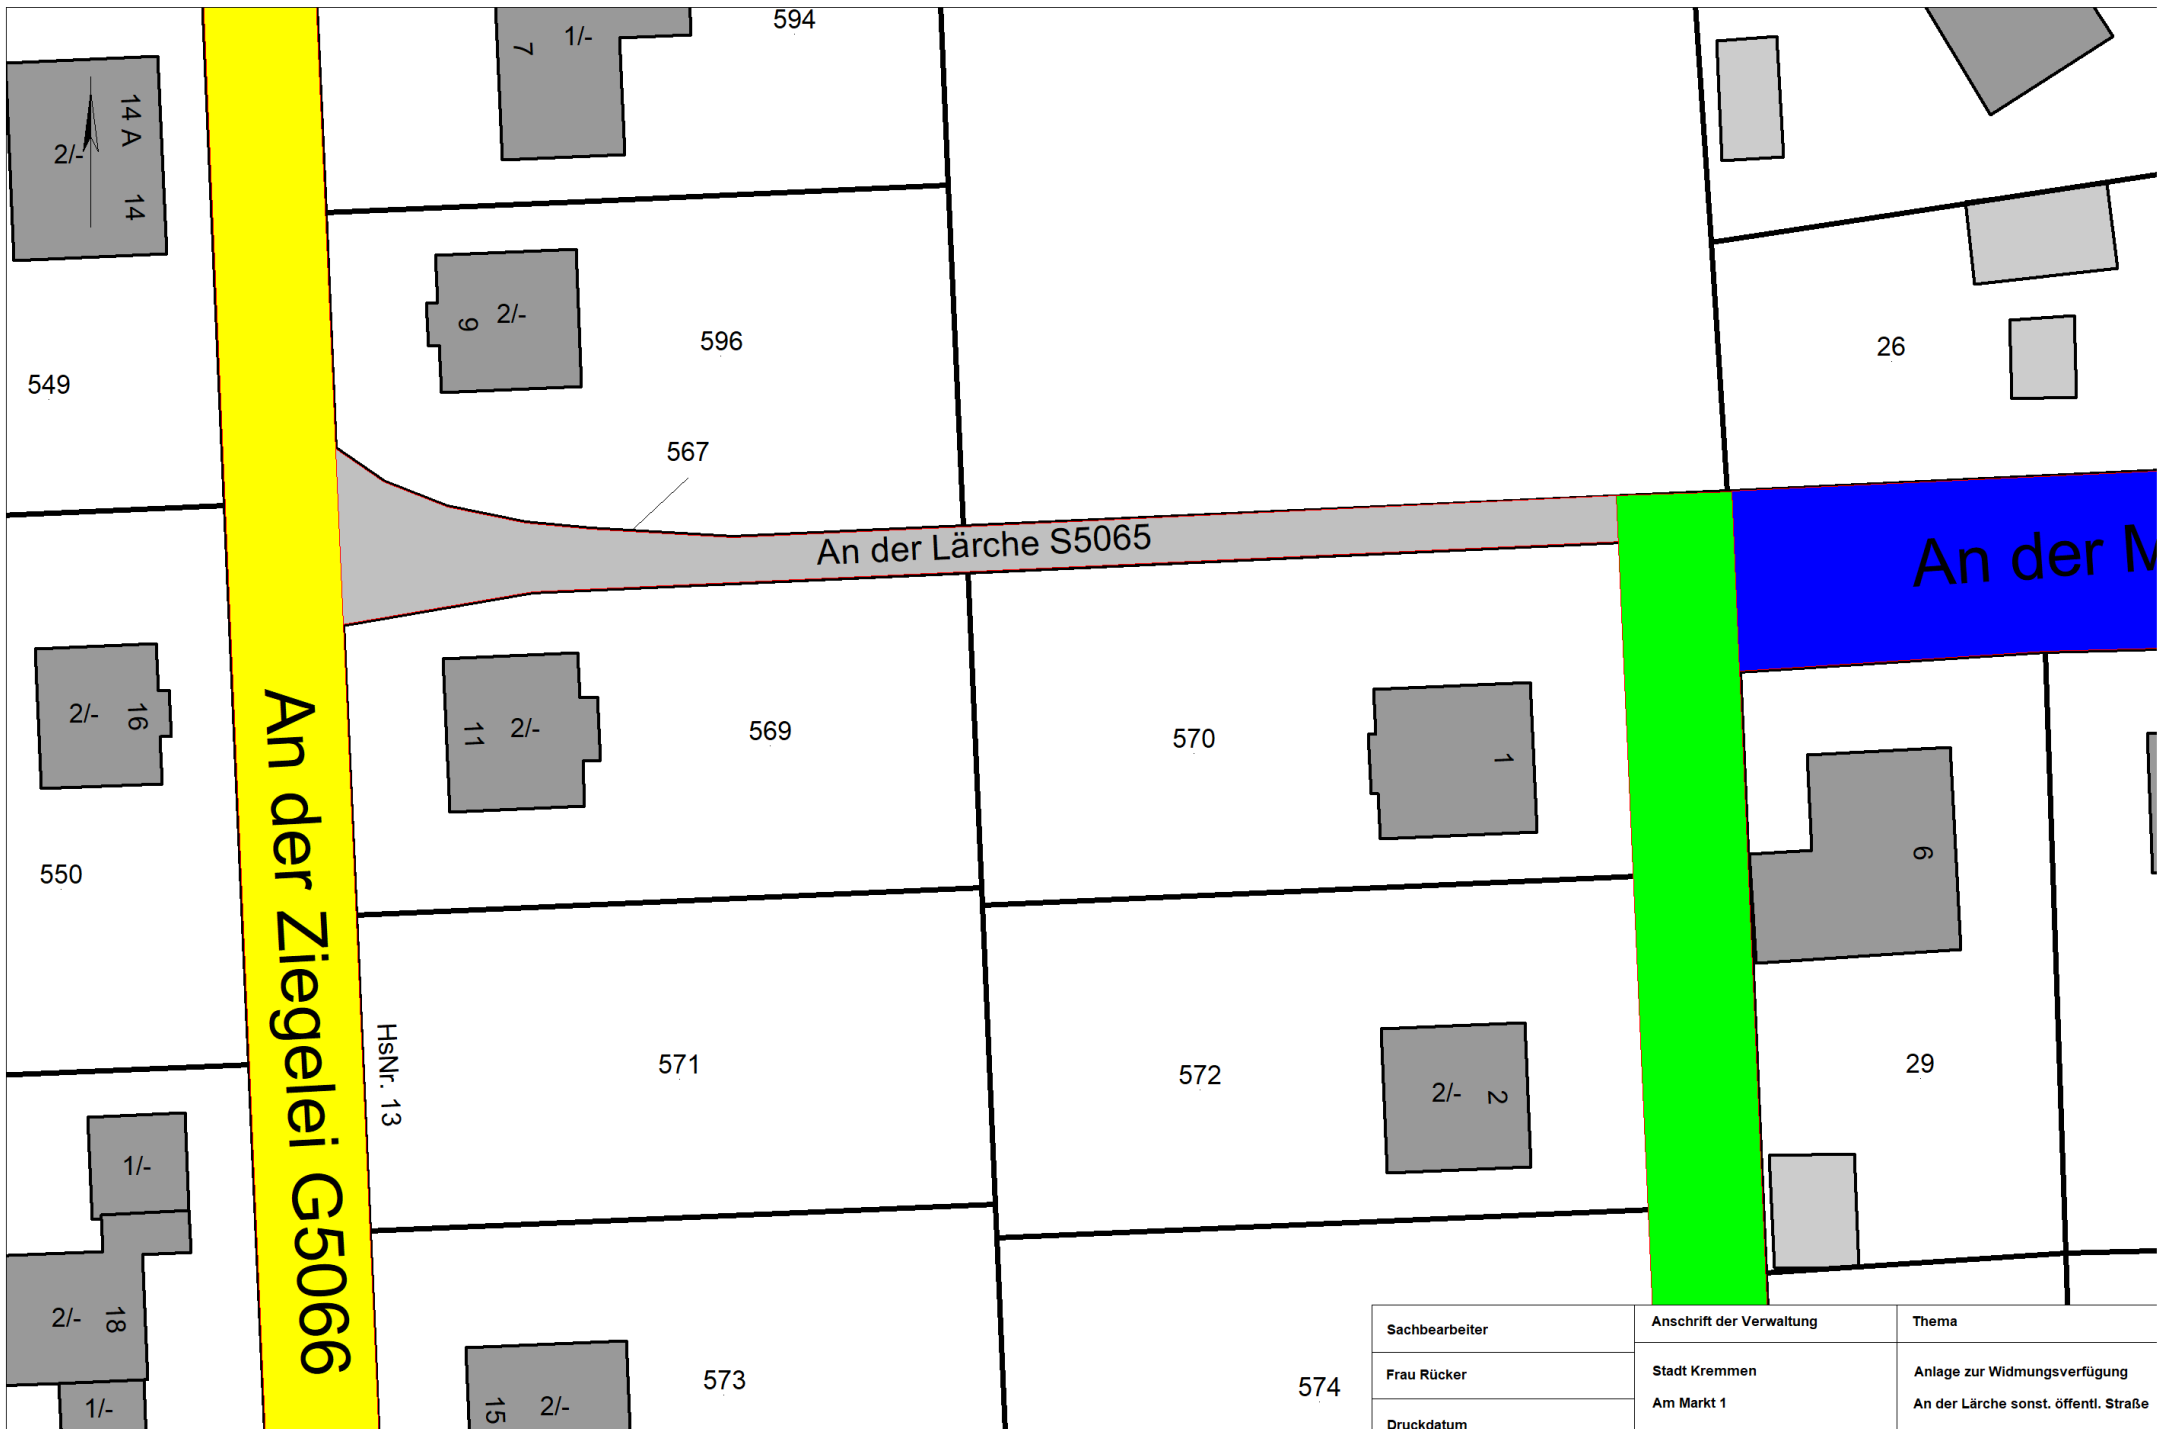 594
7
1/-
14 A
2/-
14
9
2/-
596
26
549
567
An der Lärche S5065
An der M
2/-
16
11
2/-
569
570
1
An der Ziegelei G5066
550
6
HsNr. 13
571
572
2/-
2
29
1/-
2/-
18
573
574
1/-
15
2/-
Sachbearbeiter
Anschrift der Verwaltung
Thema
Frau Rücker
Stadt Kremmen
Anlage zur Widmungsverfügung
Am Markt 1
An der Lärche sonst. öffentl. Straße
Druckdatum